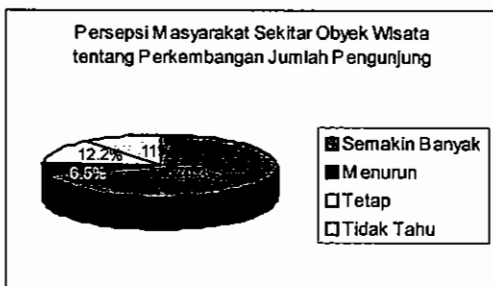 Persepsi Masyarakat Sekitar Obyek Wisata
tentang Perkembangan Jumlah Pengunjung
12.2%
11%
6.5%
Semakin Banyak
Menurun
Tetap
Tidak Tahu